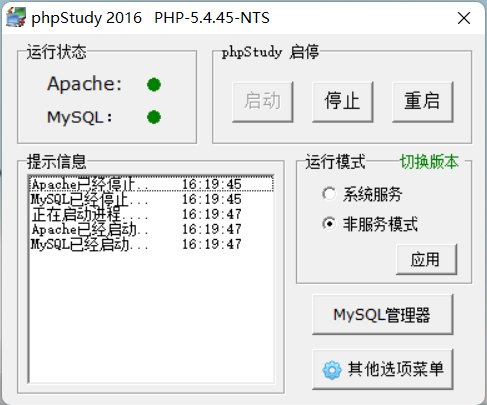 phpStudy 2016 PHP-5.4.45-NTS
运行状态
Apache:
MySQL:
phpStudy 启停
启动 停止 重启
提示信息
Apache已经停止.. 16:19:45
MySQL已经停止... 16:19:45
正在启动进程.... 16:19:47
Apache已经启动.. 16:19:47
MySQL已经启动... 16:19:47
运行模式 切换版本
系统服务
非服务模式
应用
MySQL管理器
其他选项菜单